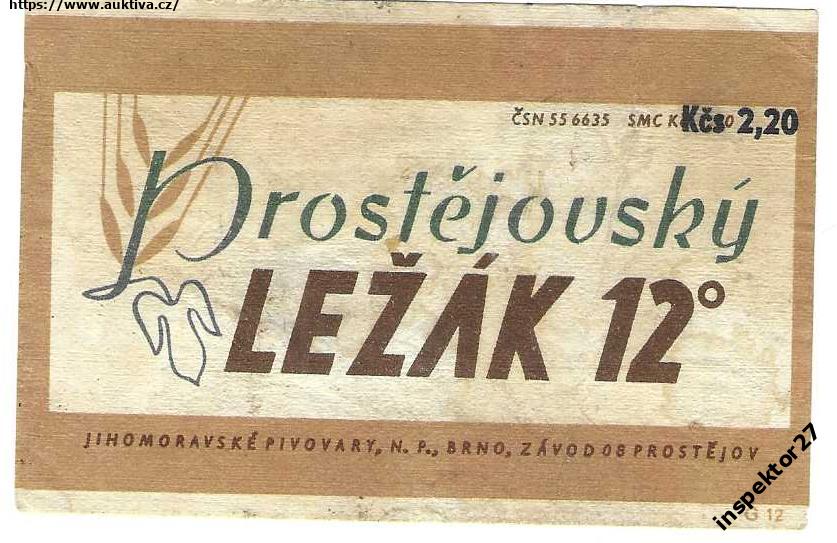 https://www.auktiva.cz/
ČSN 55 6635 SMC Kčs 2,20
Prostějovský
LEŽÁK 12°
JIHOMORAVSKÉ PIVOVARY, N. P., BRNO, ZÁVOD 08 PROSTĚJOV
inspektor27
G 12